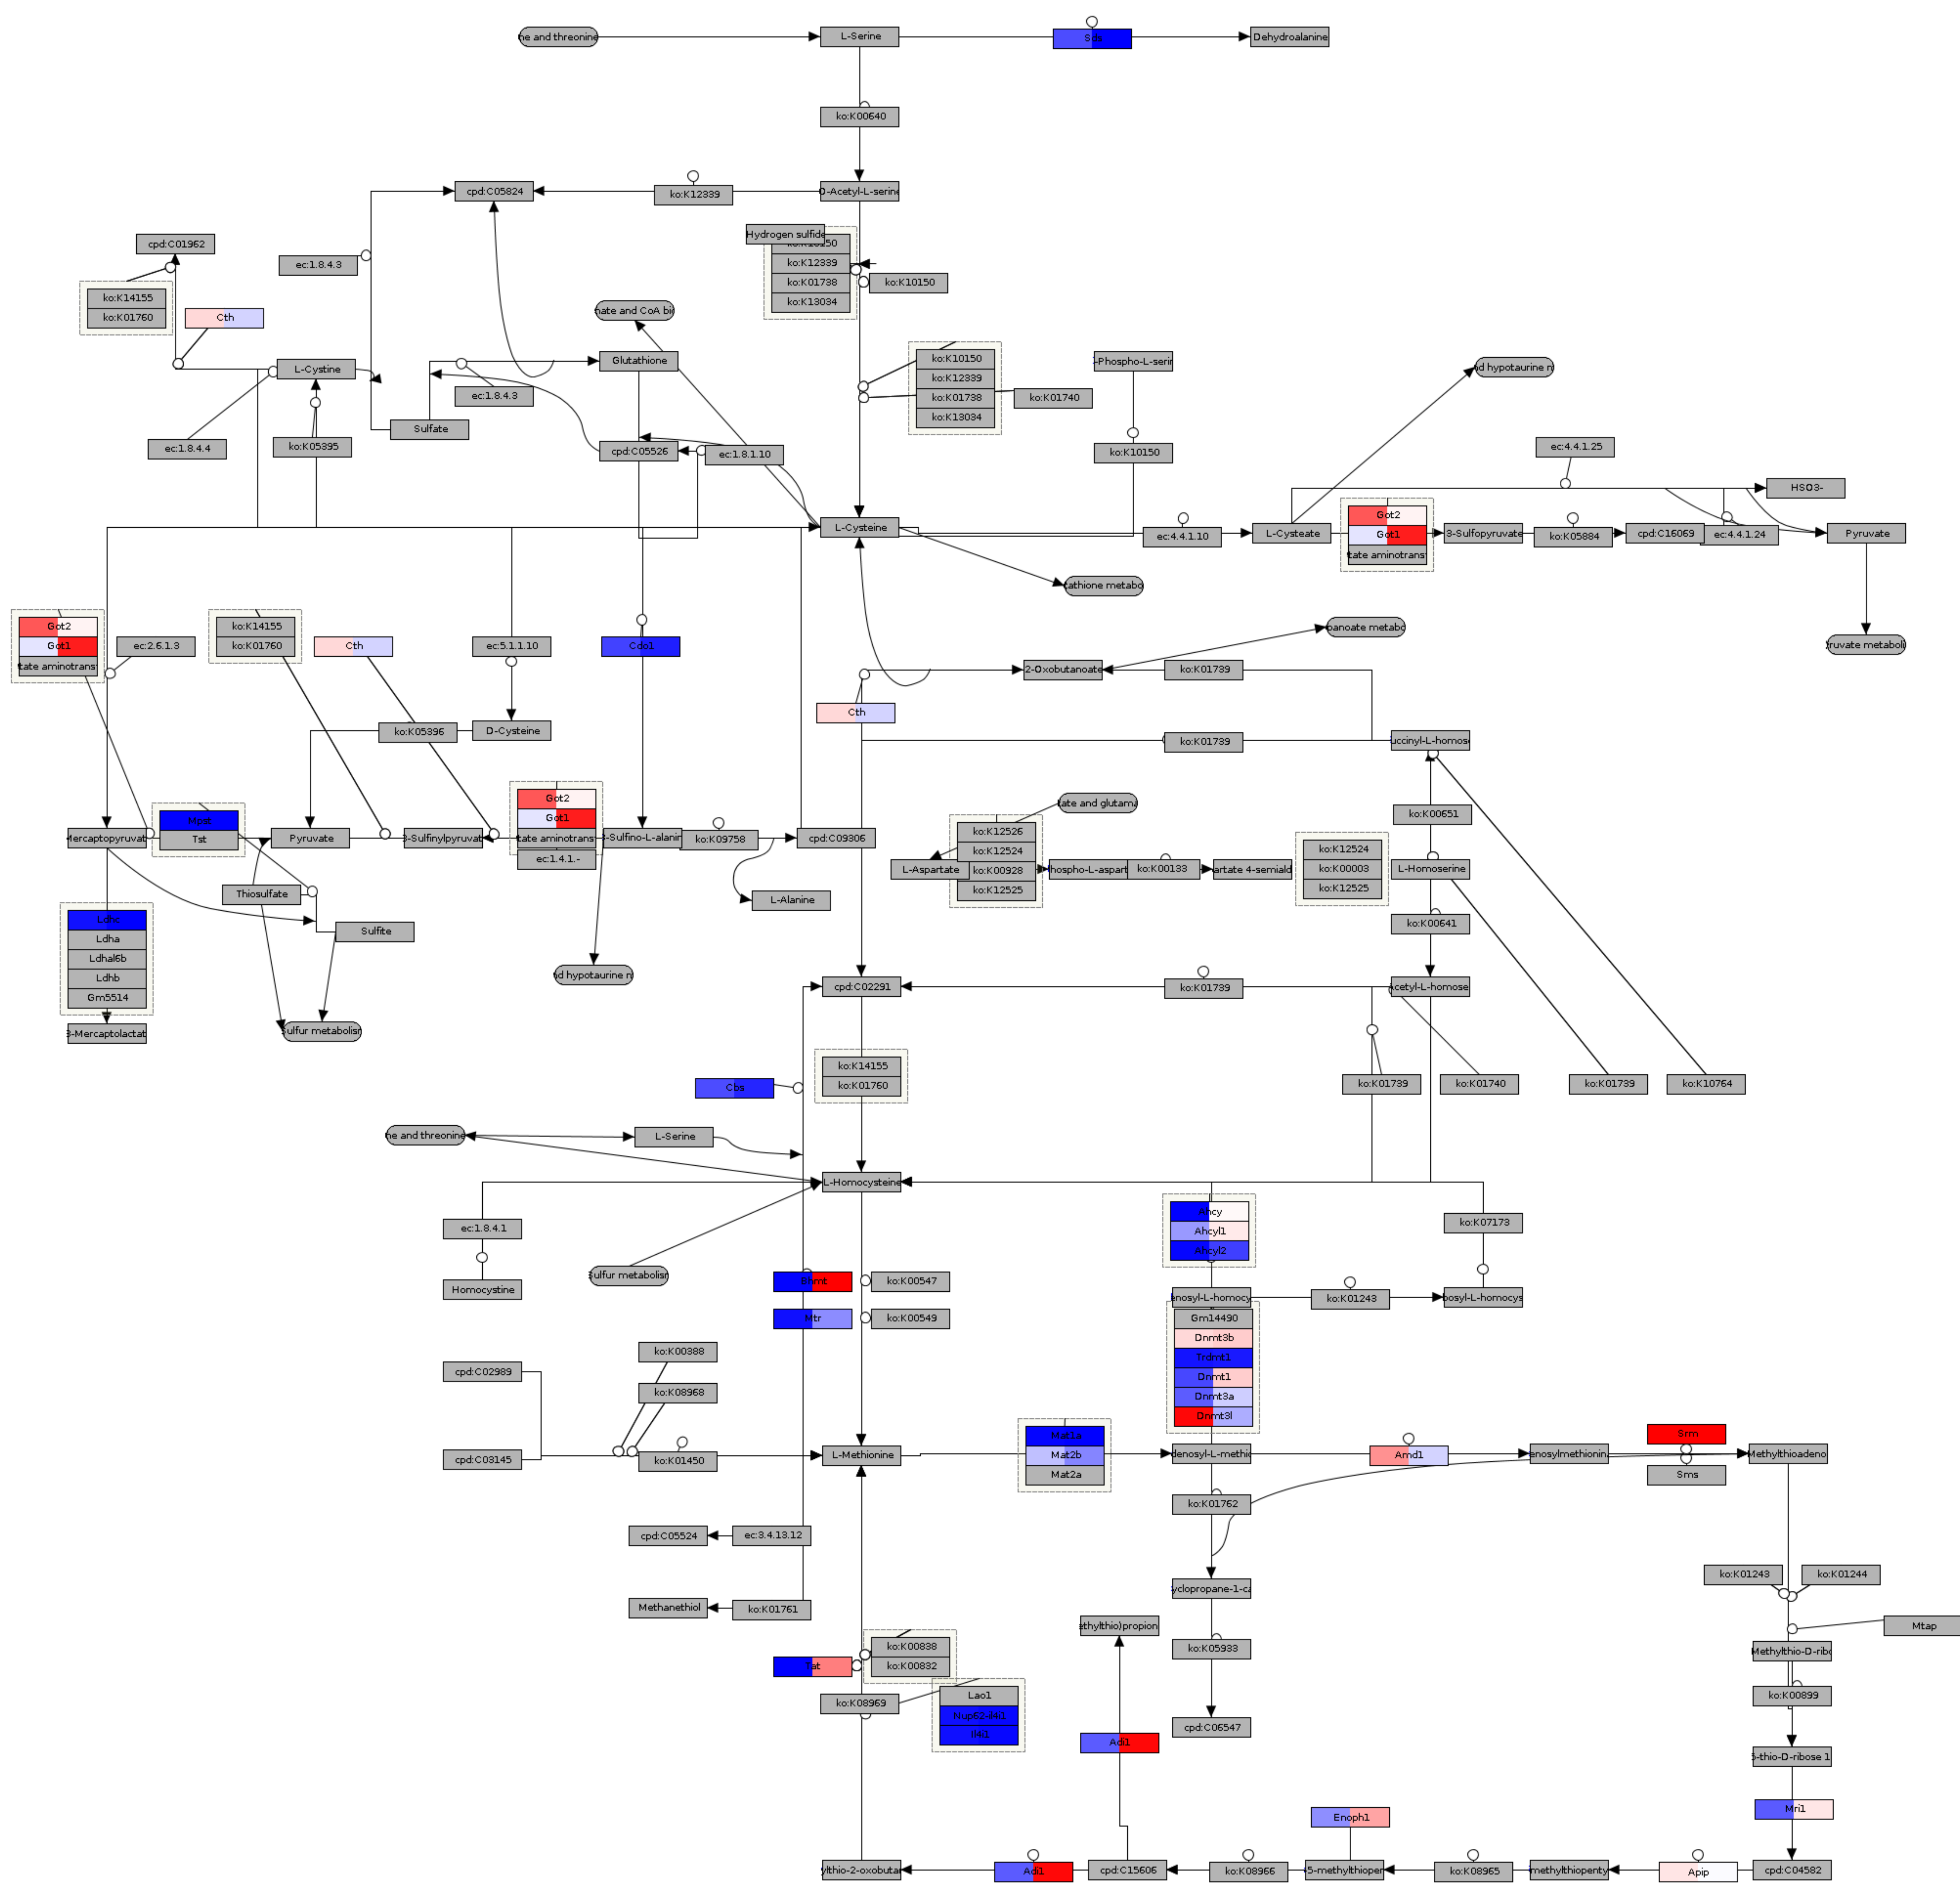 ne and threonine
L-Serine
Sds
Dehydroalanine
ko:K00640
cpd:C05824
ko:K12339
O-Acetyl-L-serine
Hydrogen sulfide
cpd:C01962
ec:1.8.4.3
ko:K12339
ko:K01738
ko:K13034
ko:K10150
ko:K14155
ko:K01760
Cth
nate and CoA bi
L-Cystine
Glutathione
ec:1.8.4.3
ko:K10150
ko:K12339
ko:K01738
ko:K13034
ko:K01740
-Phospho-L-serin
d hypotaurine n
Sulfate
ec:1.8.4.4
ko:K05395
cpd:C05526
ec:1.8.1.10
ko:K10150
ec:4.4.1.25
HSO3-
L-Cysteine
ec:4.4.1.10
L-Cysteate
Got2
Got1
tate aminotrans
3-Sulfopyruvate
ko:K05884
cpd:C16069
ec:4.4.1.24
Pyruvate
tathione metabo
Got2
Got1
tate aminotrans
ec:2.6.1.3
ko:K14155
ko:K01760
Cth
ec:5.1.1.10
Cdo1
panoate metabo
ruvate metaboli
2-Oxobutanoate
ko:K01739
Cth
ko:K05396
D-Cysteine
ko:K01739
uccinyl-L-homose
Mercaptopyruvat
Mpst
Tst
Pyruvate
3-Sulfinylpyruvat
Got2
Got1
tate aminotrans
ec:1.4.1.-
3-Sulfino-L-alanin
ko:K09758
cpd:C09306
late and glutama
ko:K12526
ko:K12524
ko:K00928
ko:K12525
L-Aspartate
phospho-L-aspart
ko:K00133
artate 4-semiald
ko:K12524
ko:K00003
ko:K12525
ko:K00651
L-Homoserine
ko:K00641
Thiosulfate
Sulfite
L-Alanine
Ldhc
Ldha
Ldhal6b
Ldhb
Gm5514
3-Mercaptolactat
Sulfur metabolism
d hypotaurine n
cpd:C02291
ko:K01739
Acetyl-L-homose
ko:K14155
ko:K01760
Cbs
ko:K01739
ko:K01740
ko:K01739
ko:K10764
ne and threonine
L-Serine
L-Homocysteine
ec:1.8.4.1
Homocystine
Sulfur metabolism
Ahcy
Ahcyl1
Ahcyl2
ko:K07173
Bhmt
ko:K00547
Mtr
ko:K00549
enosyl-L-homocy
ko:K01243
bosyl-L-homocys
Gm14490
Dnmt3b
Trdmt1
Dnmt1
Dnmt3a
Dnmt3l
cpd:C02989
ko:K00388
ko:K08968
cpd:C03145
ko:K01450
L-Methionine
Mat1a
Mat2b
Mat2a
denosyl-L-methio
Amd1
enosylmethionin
Srm
Sms
Methylthioadeno
ko:K01762
cpd:C05524
ec:3.4.13.12
Methanethiol
ko:K01761
yclopropane-1-ca
ko:K01243
ko:K01244
Mtap
Tat
ko:K00838
ko:K00832
ko:K08969
Lao1
Nup62-il4i1
Il4i1
ethylthio)propion
ko:K05933
cpd:C06547
Adi1
Methylthio-D-ribo
ko:K00899
5-thio-D-ribose 1
Mri1
Enoph1
ylthio-2-oxobutan
Adi1
cpd:C15606
ko:K08966
-5-methylthiopen
ko:K08965
methylthiopenty
Apip
cpd:C04582